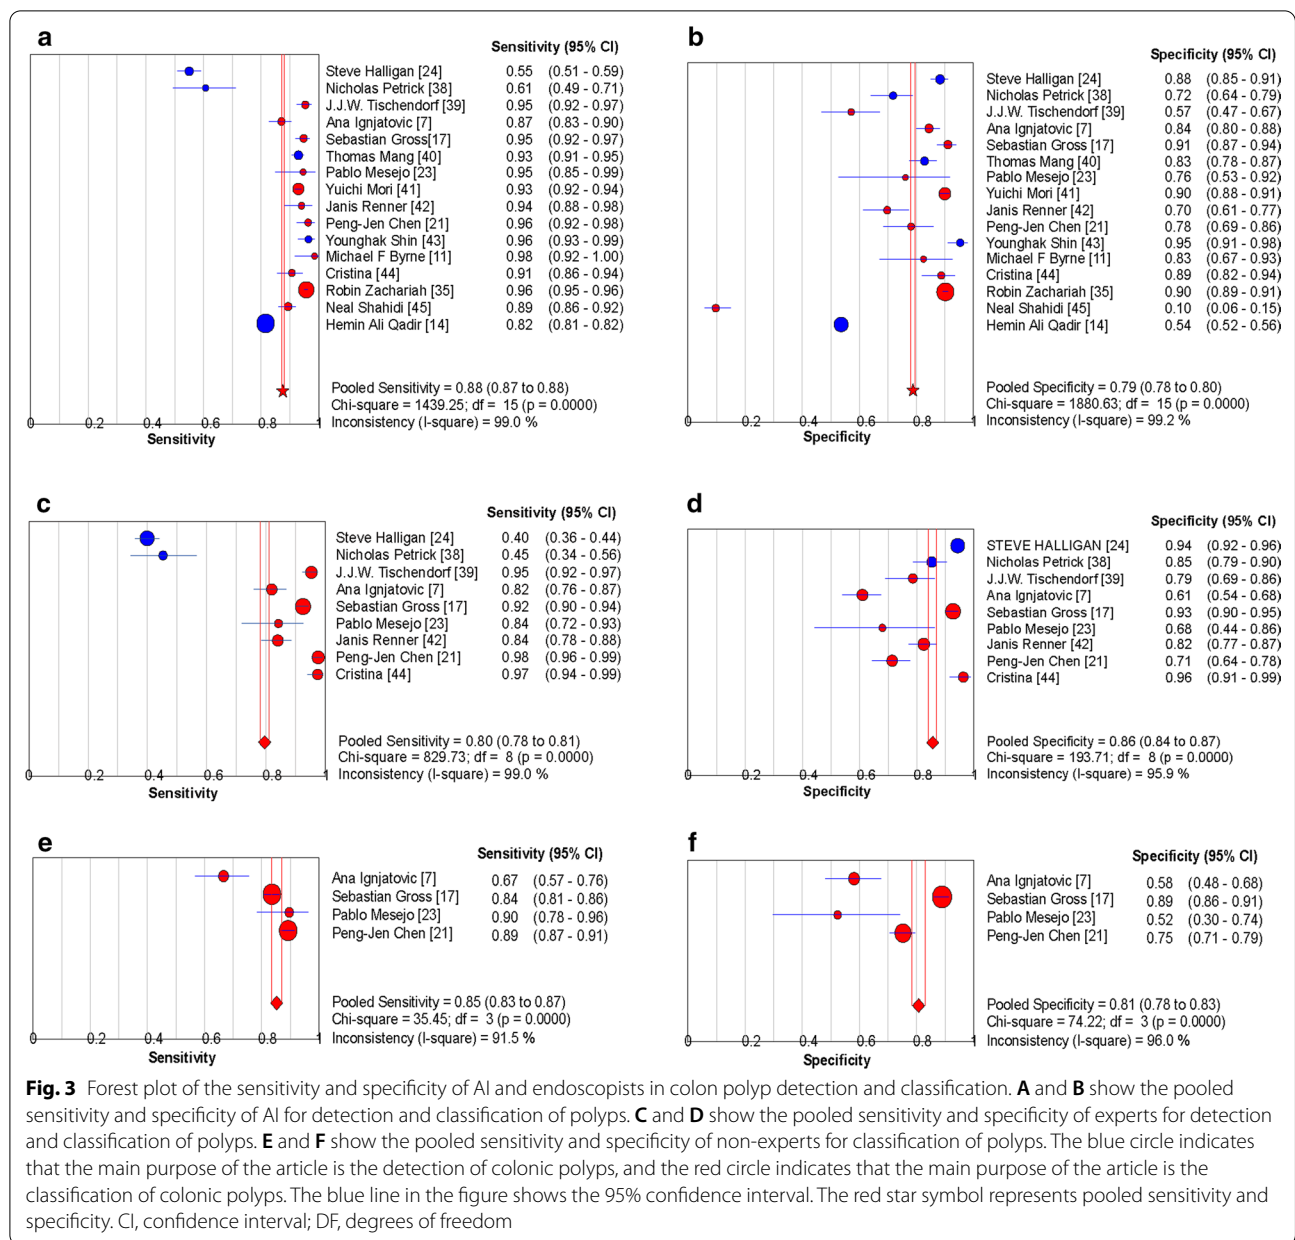 a
Sensitivity (95% CI)
Steve Halligan [24] 0.55 (0.51 - 0.59)
Nicholas Petrick [38] 0.61 (0.49 - 0.71)
J.J.W. Tischendorf [39] 0.95 (0.92 - 0.97)
Ana Ignjatovic [7] 0.87 (0.83 - 0.90)
Sebastian Gross[17] 0.95 (0.92 - 0.97)
Thomas Mang [40] 0.93 (0.91 - 0.95)
Pablo Mesejo [23] 0.95 (0.85 - 0.99)
Yuichi Mori [41] 0.93 (0.92 - 0.94)
Janis Renner [42] 0.94 (0.88 - 0.98)
Peng-Jen Chen [21] 0.96 (0.92 - 0.98)
Younghak Shin [43] 0.96 (0.93 - 0.99)
Michael F Byrne [11] 0.98 (0.92 - 1.00)
Cristina [44] 0.91 (0.86 - 0.94)
Robin Zachariah [35] 0.96 (0.95 - 0.96)
Neal Shahidi [45] 0.89 (0.86 - 0.92)
Hemin Ali Qadir [14] 0.82 (0.81 - 0.82)
Pooled Sensitivity = 0.88 (0.87 to 0.88)
Chi-square = 1439.25; df = 15 (p = 0.0000)
Inconsistency (I-square) = 99.0 %
0 0.2 0.4 0.6 0.8 1
Sensitivity
b
Specificity (95% CI)
Steve Halligan [24] 0.88 (0.85 - 0.91)
Nicholas Petrick [38] 0.72 (0.64 - 0.79)
J.J.W. Tischendorf [39] 0.57 (0.47 - 0.67)
Ana Ignjatovic [7] 0.84 (0.80 - 0.88)
Sebastian Gross [17] 0.91 (0.87 - 0.94)
Thomas Mang [40] 0.83 (0.78 - 0.87)
Pablo Mesejo [23] 0.76 (0.53 - 0.92)
Yuichi Mori [41] 0.90 (0.88 - 0.91)
Janis Renner [42] 0.70 (0.61 - 0.77)
Peng-Jen Chen [21] 0.78 (0.69 - 0.86)
Younghak Shin [43] 0.95 (0.91 - 0.98)
Michael F Byrne [11] 0.83 (0.67 - 0.93)
Cristina [44] 0.89 (0.82 - 0.94)
Robin Zachariah [35] 0.90 (0.89 - 0.91)
Neal Shahidi [45] 0.10 (0.06 - 0.15)
Hemin Ali Qadir [14] 0.54 (0.52 - 0.56)
Pooled Specificity = 0.79 (0.78 to 0.80)
Chi-square = 1880.63; df = 15 (p = 0.0000)
Inconsistency (I-square) = 99.2 %
0 0.2 0.4 0.6 0.8 1
Specificity
c
Sensitivity (95% CI)
Steve Halligan [24] 0.40 (0.36 - 0.44)
Nicholas Petrick [38] 0.45 (0.34 - 0.56)
J.J.W. Tischendorf [39] 0.95 (0.92 - 0.97)
Ana Ignjatovic [7] 0.82 (0.76 - 0.87)
Sebastian Gross [17] 0.92 (0.90 - 0.94)
Pablo Mesejo [23] 0.84 (0.72 - 0.93)
Janis Renner [42] 0.84 (0.78 - 0.88)
Peng-Jen Chen [21] 0.98 (0.96 - 0.99)
Cristina [44] 0.97 (0.94 - 0.99)
Pooled Sensitivity = 0.80 (0.78 to 0.81)
Chi-square = 829.73; df = 8 (p = 0.0000)
Inconsistency (I-square) = 99.0 %
0 0.2 0.4 0.6 0.8 1
Sensitivity
d
Specificity (95% CI)
STEVE HALLIGAN [24] 0.94 (0.92 - 0.96)
Nicholas Petrick [38] 0.85 (0.79 - 0.90)
J.J.W. Tischendorf [39] 0.79 (0.69 - 0.86)
Ana Ignjatovic [7] 0.61 (0.54 - 0.68)
Sebastian Gross [17] 0.93 (0.90 - 0.95)
Pablo Mesejo [23] 0.68 (0.44 - 0.86)
Janis Renner [42] 0.82 (0.77 - 0.87)
Peng-Jen Chen [21] 0.71 (0.64 - 0.78)
Cristina [44] 0.96 (0.91 - 0.99)
Pooled Specificity = 0.86 (0.84 to 0.87)
Chi-square = 193.71; df = 8 (p = 0.0000)
Inconsistency (I-square) = 95.9 %
0 0.2 0.4 0.6 0.8 1
Specificity
e
Sensitivity (95% CI)
Ana Ignjatovic [7] 0.67 (0.57 - 0.76)
Sebastian Gross [17] 0.84 (0.81 - 0.86)
Pablo Mesejo [23] 0.90 (0.78 - 0.96)
Peng-Jen Chen [21] 0.89 (0.87 - 0.91)
Pooled Sensitivity = 0.85 (0.83 to 0.87)
Chi-square = 35.45; df = 3 (p = 0.0000)
Inconsistency (I-square) = 91.5 %
0 0.2 0.4 0.6 0.8 1
Sensitivity
f
Specificity (95% CI)
Ana Ignjatovic [7] 0.58 (0.48 - 0.68)
Sebastian Gross [17] 0.89 (0.86 - 0.91)
Pablo Mesejo [23] 0.52 (0.30 - 0.74)
Peng-Jen Chen [21] 0.75 (0.71 - 0.79)
Pooled Specificity = 0.81 (0.78 to 0.83)
Chi-square = 74.22; df = 3 (p = 0.0000)
Inconsistency (I-square) = 96.0 %
0 0.2 0.4 0.6 0.8 1
Specificity
Fig. 3 Forest plot of the sensitivity and specificity of AI and endoscopists in colon polyp detection and classification. A and B show the pooled
sensitivity and specificity of AI for detection and classification of polyps. C and D show the pooled sensitivity and specificity of experts for detection
and classification of polyps. E and F show the pooled sensitivity and specificity of non-experts for classification of polyps. The blue circle indicates
that the main purpose of the article is the detection of colonic polyps, and the red circle indicates that the main purpose of the article is the
classification of colonic polyps. The blue line in the figure shows the 95% confidence interval. The red star symbol represents pooled sensitivity and
specificity. CI, confidence interval; DF, degrees of freedom